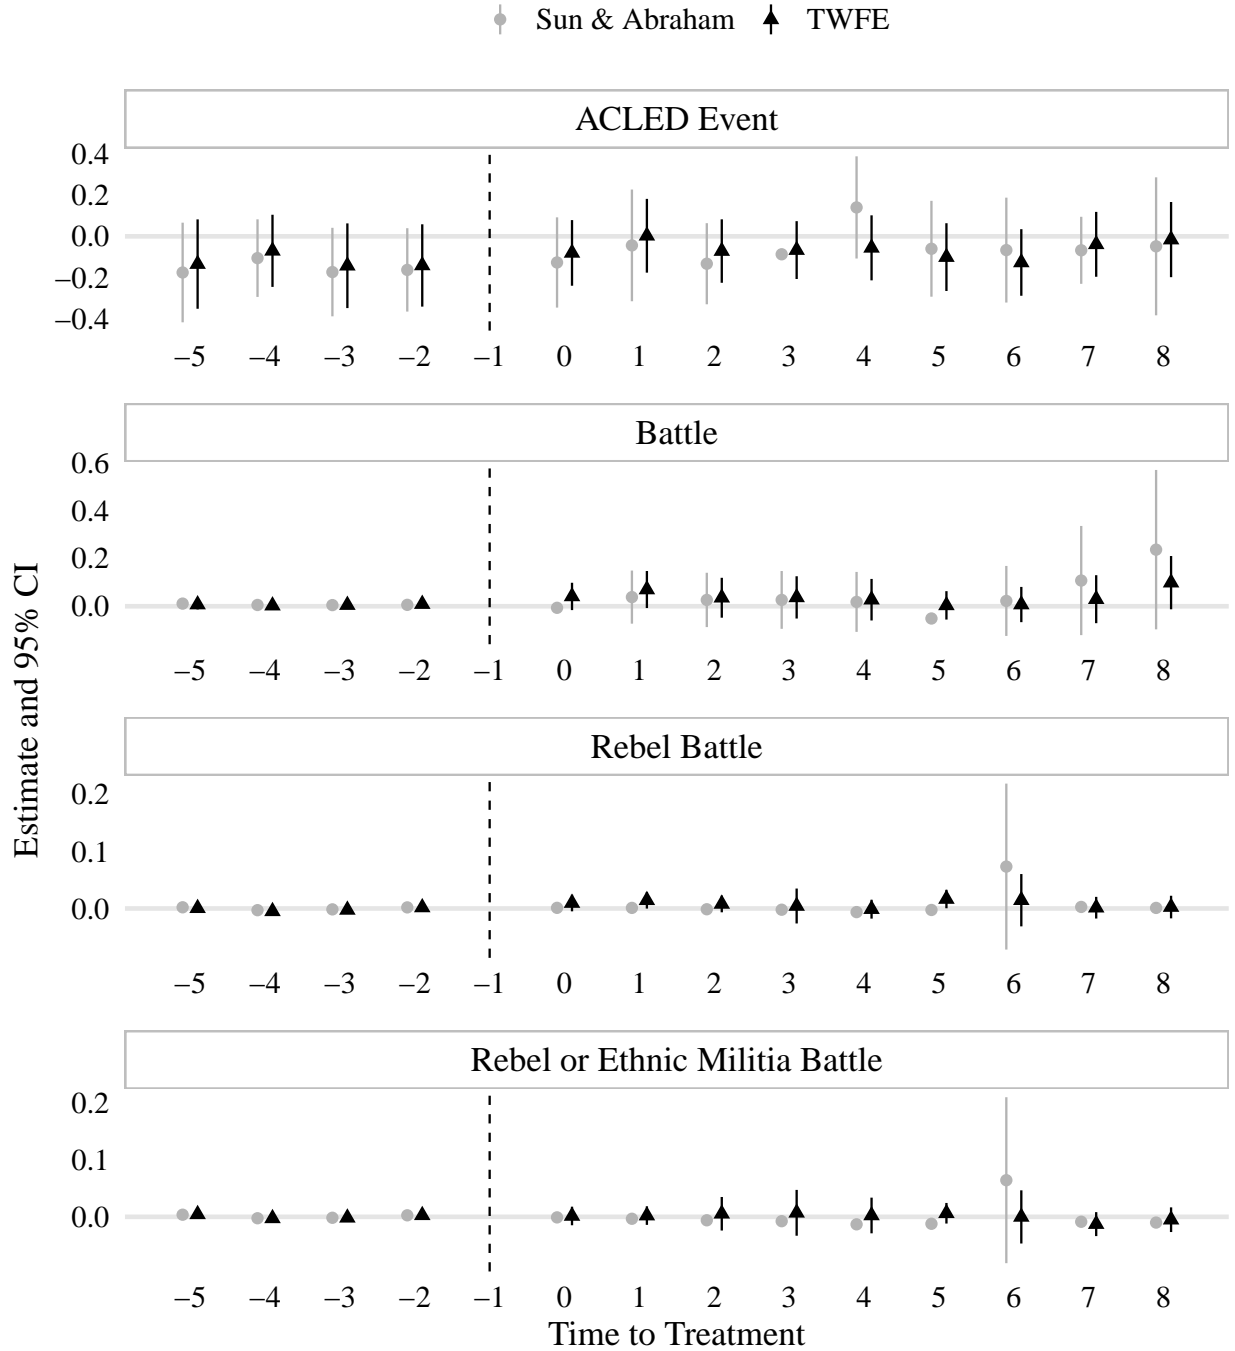 Sun & Abraham TWFE
ACLED Event
0.4
0.2
0.0
−0.2
−0.4
−5 −4 −3 −2 −1 0 1 2 3 4 5 6 7 8
Battle
0.6
0.4
0.2
0.0
−5 −4 −3 −2 −1 0 1 2 3 4 5 6 7 8
Estimate and 95% CI
Rebel Battle
0.2
0.1
0.0
−5 −4 −3 −2 −1 0 1 2 3 4 5 6 7 8
Rebel or Ethnic Militia Battle
0.2
0.1
0.0
−5 −4 −3 −2 −1 0 1 2 3 4 5 6 7 8
Time to Treatment